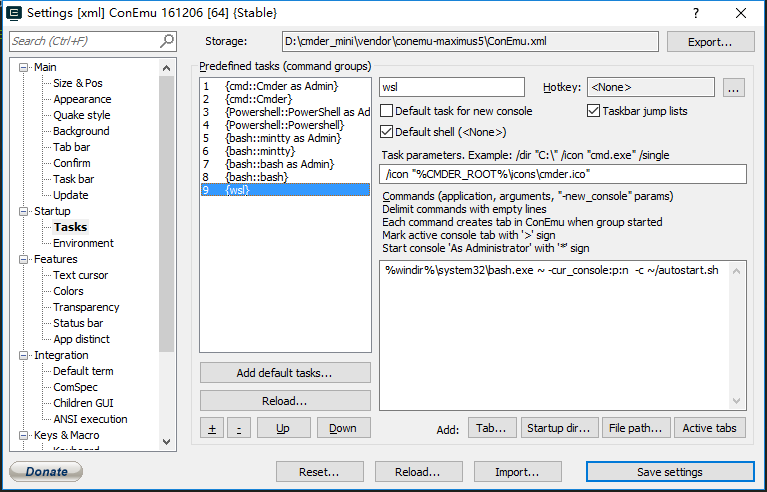 Settings [xml] ConEmu 161206 [64] {Stable}
Search (Ctrl+F)
Storage:
D:\cmder_mini\vendor\conemu-maximus5\ConEmu.xml
Export...
Main
Size & Pos
Appearance
Quake style
Background
Tab bar
Confirm
Task bar
Update
Startup
Tasks
Environment
Features
Text cursor
Colors
Transparency
Status bar
App distinct
Integration
Default term
ComSpec
Children GUI
ANSI execution
Keys & Macro
Keyboard
Predefined tasks (command groups)
1 {cmd::Cmder as Admin}
2 {cmd::Cmder}
3 {Powershell::PowerShell as Ad
4 {Powershell::Powershell}
5 {bash::mintty as Admin}
6 {bash::mintty}
7 {bash::bash as Admin}
8 {bash::bash}
9 {wsl}
wsl
Hotkey:
<None>
...
Default task for new console
Taskbar jump lists
Default shell (<None>)
Task parameters. Example: /dir "C:\" /icon "cmd.exe" /single
/icon "%CMDER_ROOT%\icons\cmder.ico"
Commands (application, arguments, "-new_console" params)
Delimit commands with empty lines
Each command creates tab in ConEmu when group started
Mark active console tab with '>' sign
Start console 'As Administrator' with '*' sign
%windir%\system32\bash.exe ~ -cur_console:p:n -c ~/autostart.sh
Add default tasks...
Reload...
+
-
Up
Down
Add:
Tab...
Startup dir...
File path...
Active tabs
Donate
Reset...
Reload...
Import...
Save settings